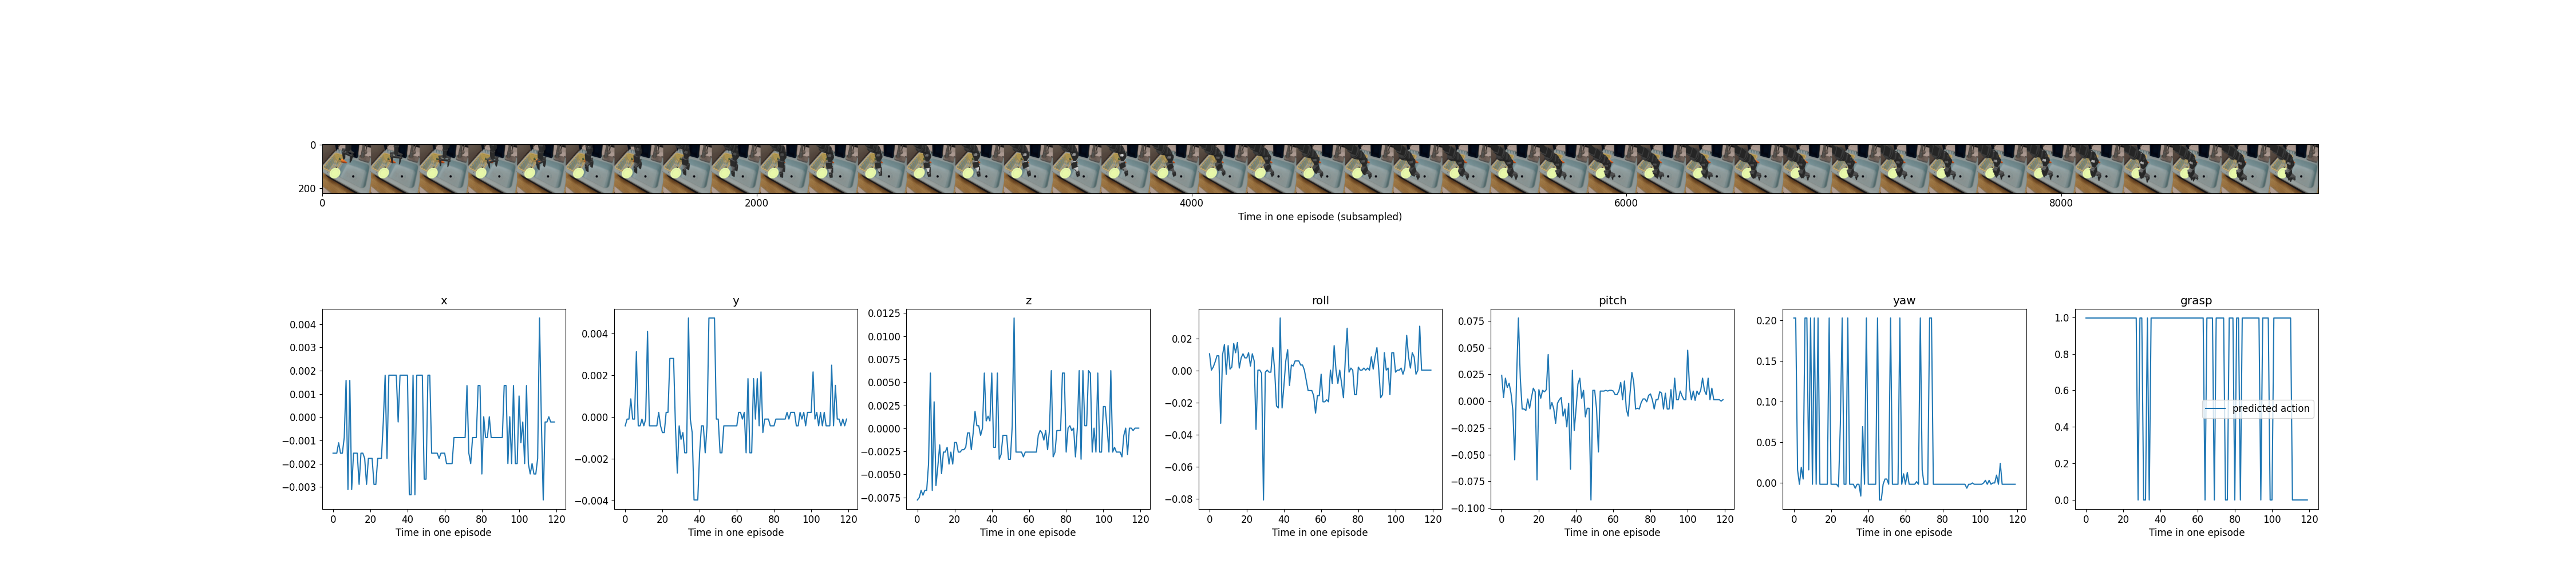 0
200
0 2000 4000 6000 8000
Time in one episode (subsampled)
x
0.004
0.003
0.002
0.001
0.000
−0.001
−0.002
−0.003
0 20 40 60 80 100 120
Time in one episode
y
0.004
0.002
0.000
−0.002
−0.004
0 20 40 60 80 100 120
Time in one episode
z
0.0125
0.0100
0.0075
0.0050
0.0025
0.0000
−0.0025
−0.0050
−0.0075
0 20 40 60 80 100 120
Time in one episode
roll
0.02
0.00
−0.02
−0.04
−0.06
−0.08
0 20 40 60 80 100 120
Time in one episode
pitch
0.075
0.050
0.025
0.000
−0.025
−0.050
−0.075
−0.100
0 20 40 60 80 100 120
Time in one episode
yaw
0.20
0.15
0.10
0.05
0.00
0 20 40 60 80 100 120
Time in one episode
grasp
1.0
0.8
0.6
0.4
0.2
0.0
predicted action
0 20 40 60 80 100 120
Time in one episode